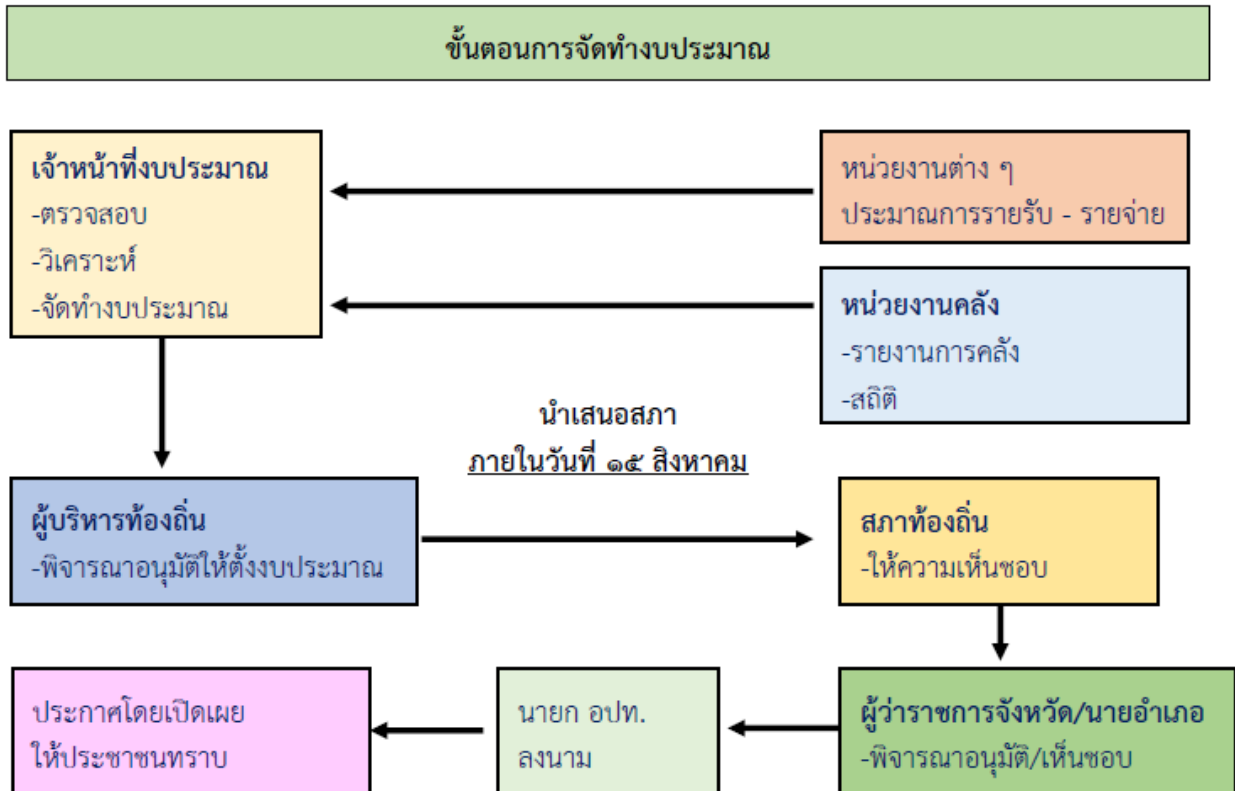 ขั้นตอนการจัดทำงบประมาณ
เจ้าหน้าที่งบประมาณ
-ตรวจสอบ
-วิเคราะห์
-จัดทำงบประมาณ
หน่วยงานต่าง ๆ
ประมาณการรายรับ - รายจ่าย
หน่วยงานคลัง
-รายงานการคลัง
-สถิติ
นำเสนอสภา
ภายในวันที่ ๑๕ สิงหาคม
ผู้บริหารท้องถิ่น
-พิจารณาอนุมัติให้ตั้งงบประมาณ
สภาท้องถิ่น
-ให้ความเห็นชอบ
ผู้ว่าราชการจังหวัด/นายอำเภอ
-พิจารณาอนุมัติ/เห็นชอบ
นายก อปท.
ลงนาม
ประกาศโดยเปิดเผย
ให้ประชาชนทราบ